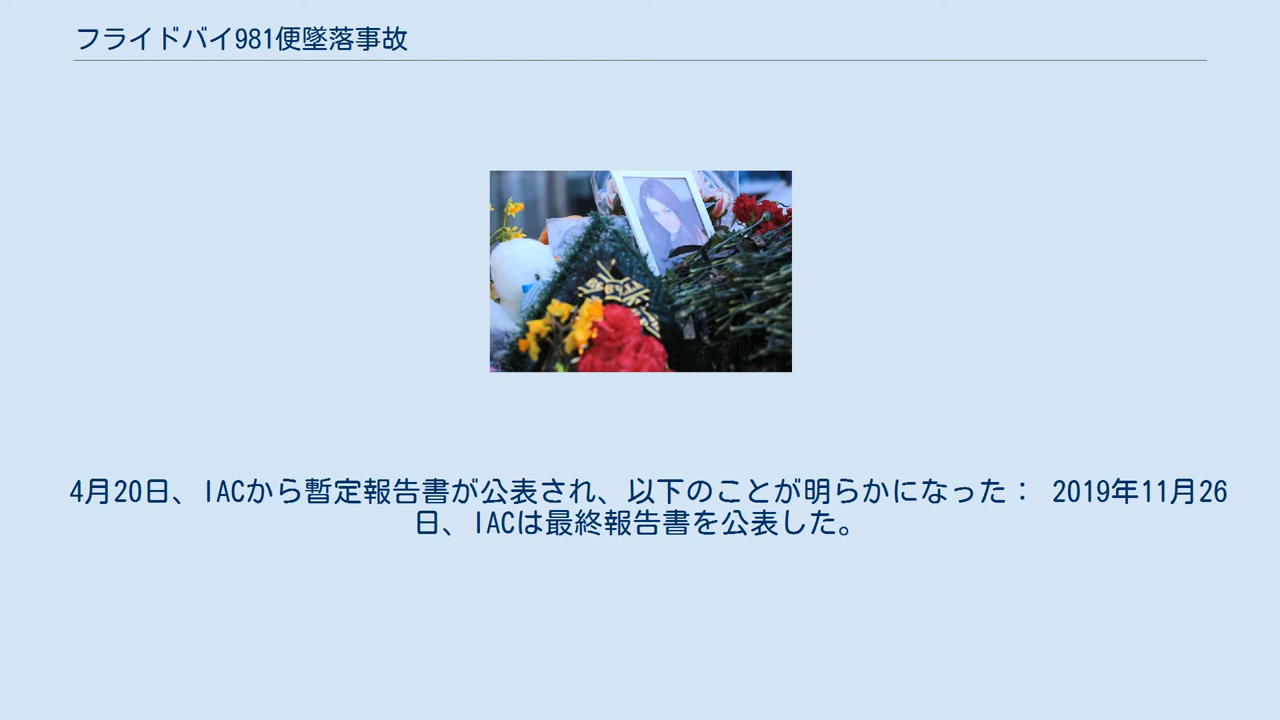 フライドバイ981便墜落事故
4月20日、IACから暫定報告書が公表され、以下のことが明らかになった： 2019年11月26
日、IACは最終報告書を公表した。